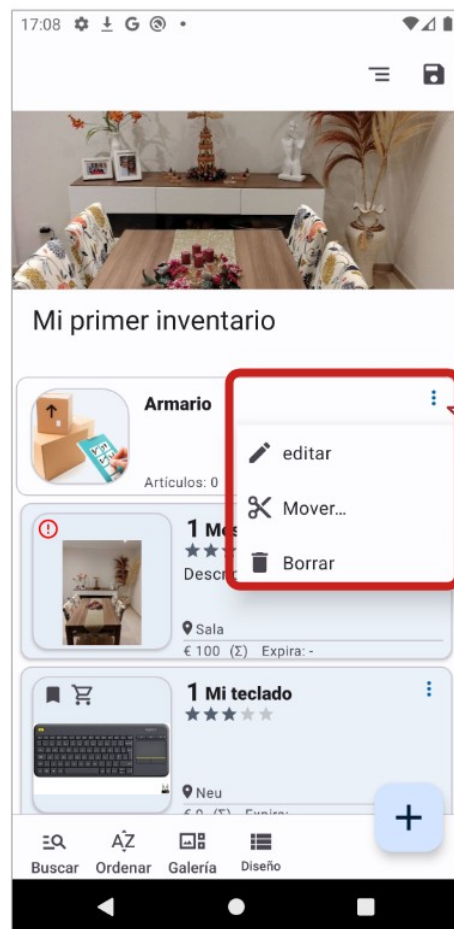 17:08
Mi primer inventario
Armario
editar
Mover...
Artículos: 0
Borrar
1
Sala
€ 100 (Σ) Expira: -
1 Mi teclado
Neu
Buscar Ordenar Galería Diseño